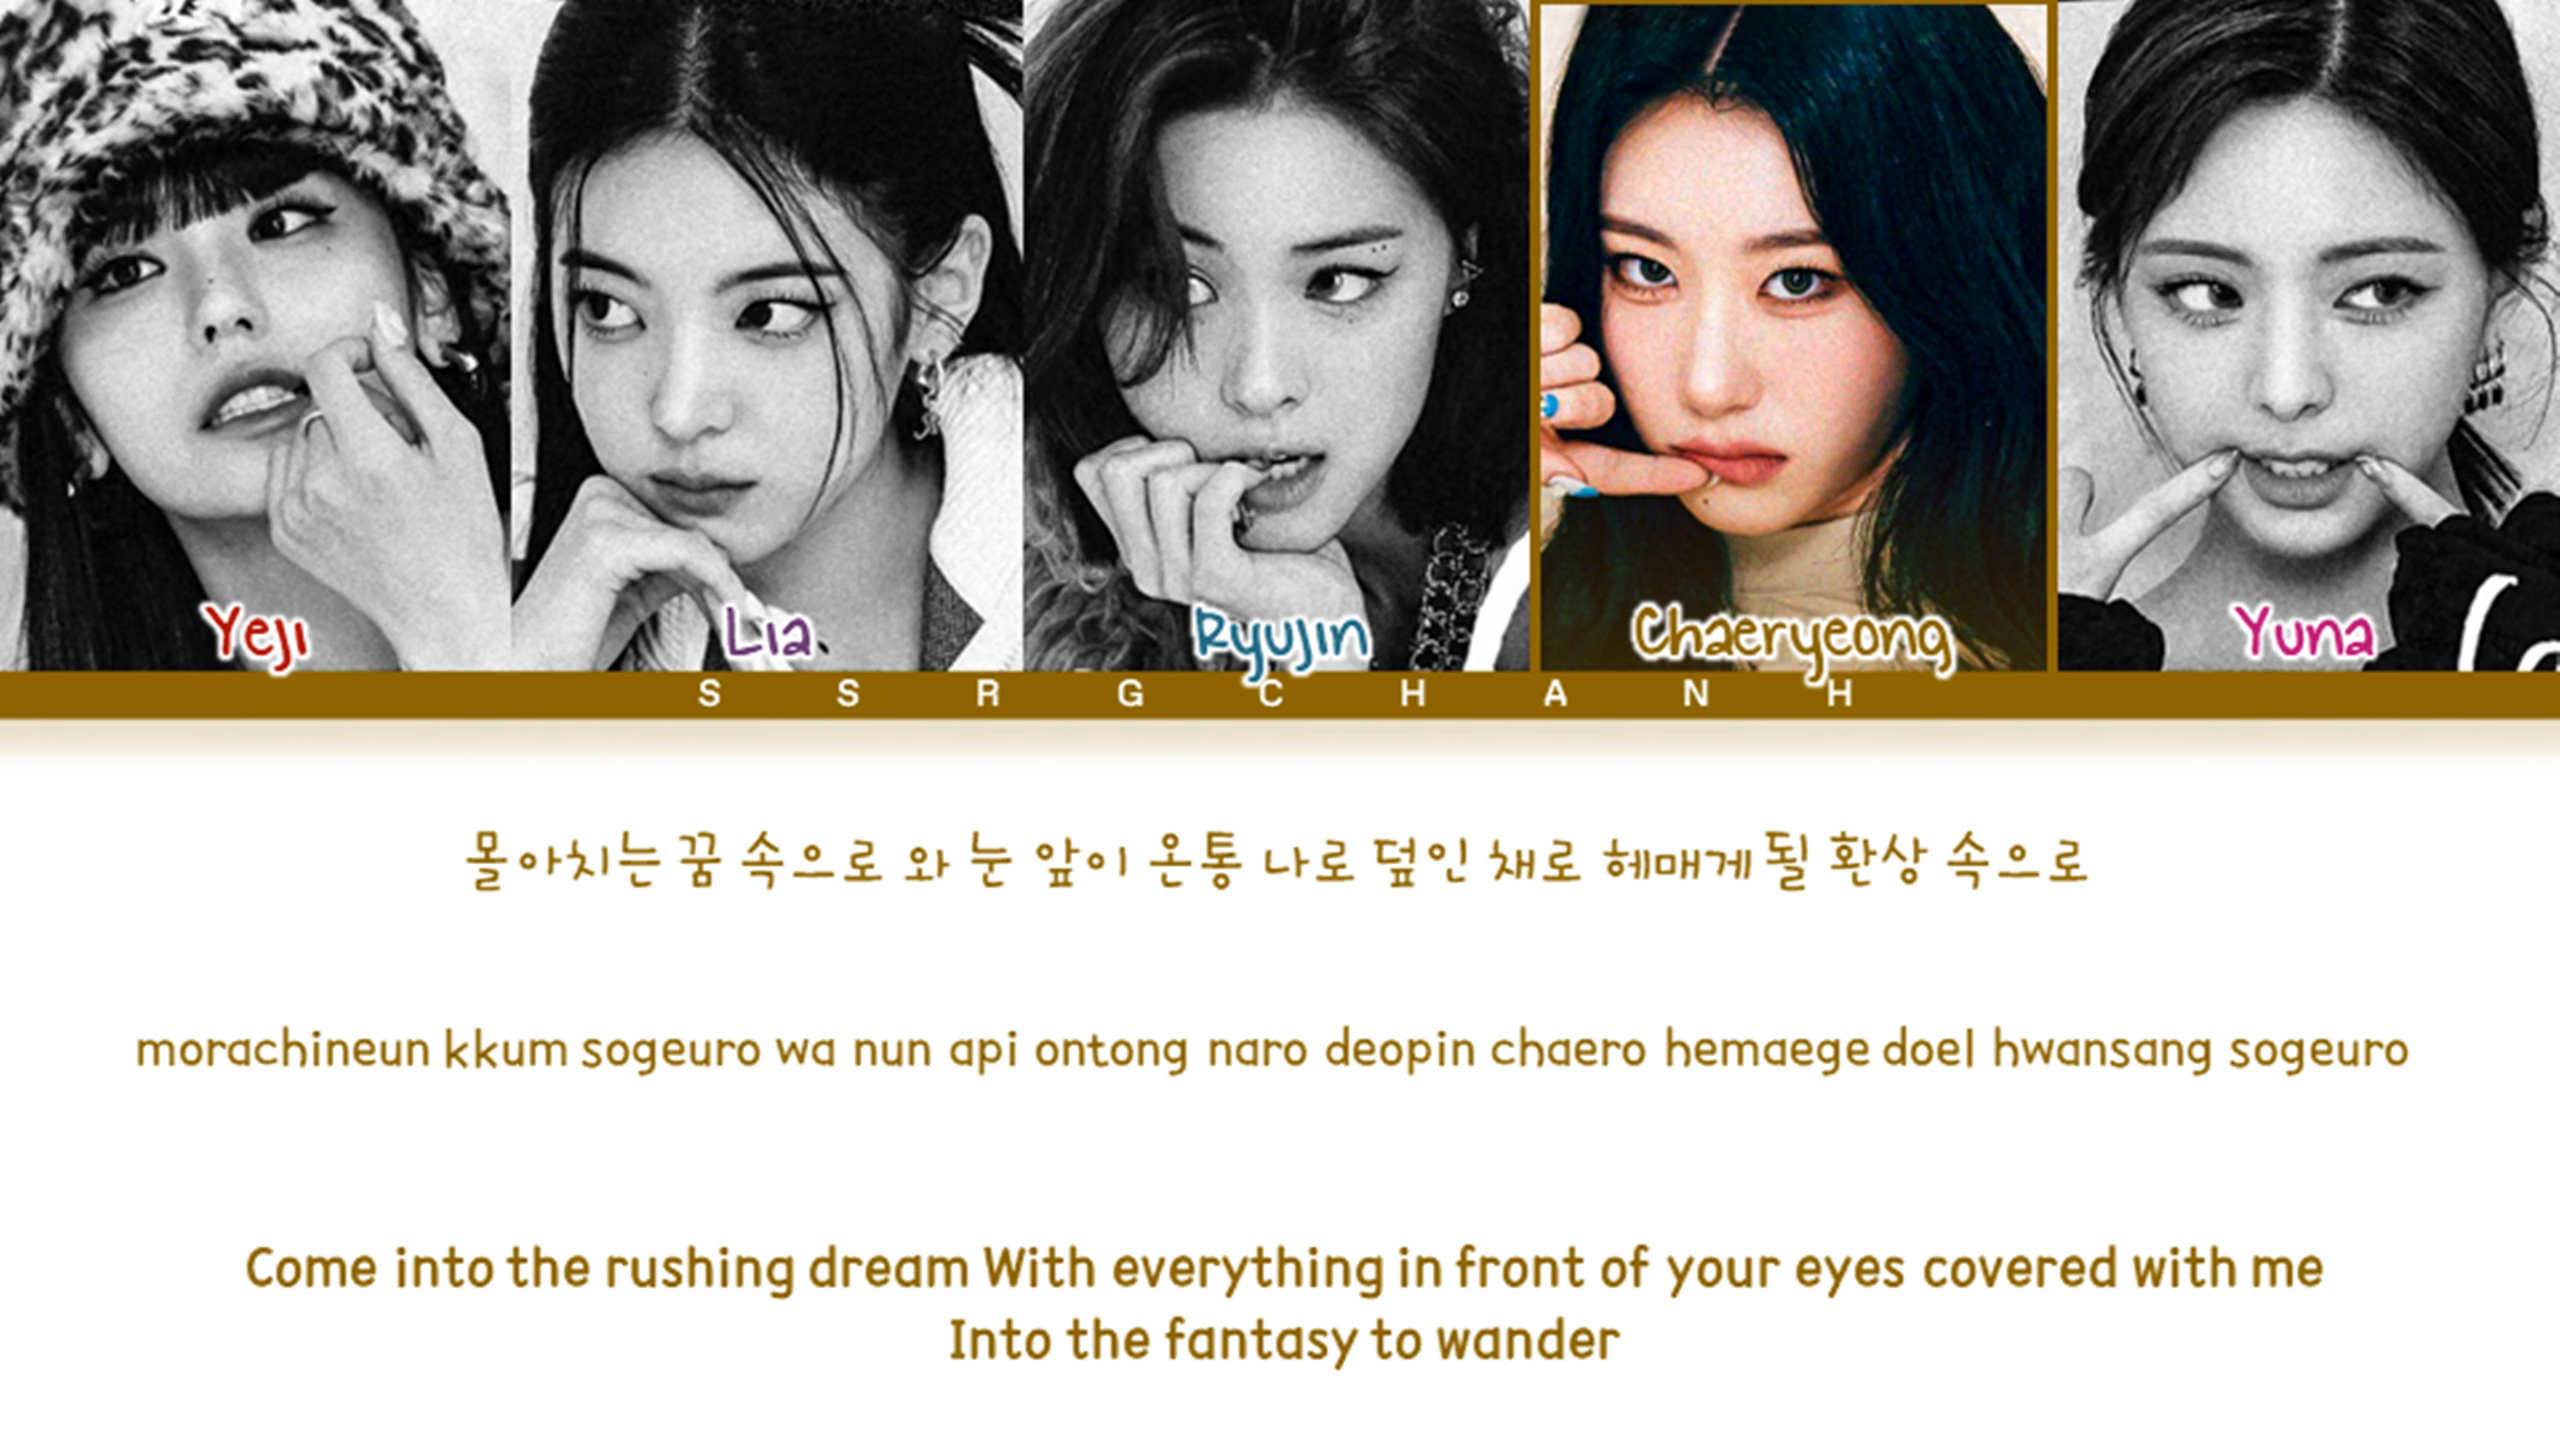 Yeji
Lia
Ryujin
Chaeryeong
Yuna
S S R G C H A N H
몰아치는 꿈 속으로 와 눈 앞이 온통 나로 덮인 채로 헤매게 될 환상 속으로
morachineun kkum sogeuro wa nun api ontong naro deopin chaero hemaege doel hwansang sogeuro
Come into the rushing dream With everything in front of your eyes covered with me
Into the fantasy to wander